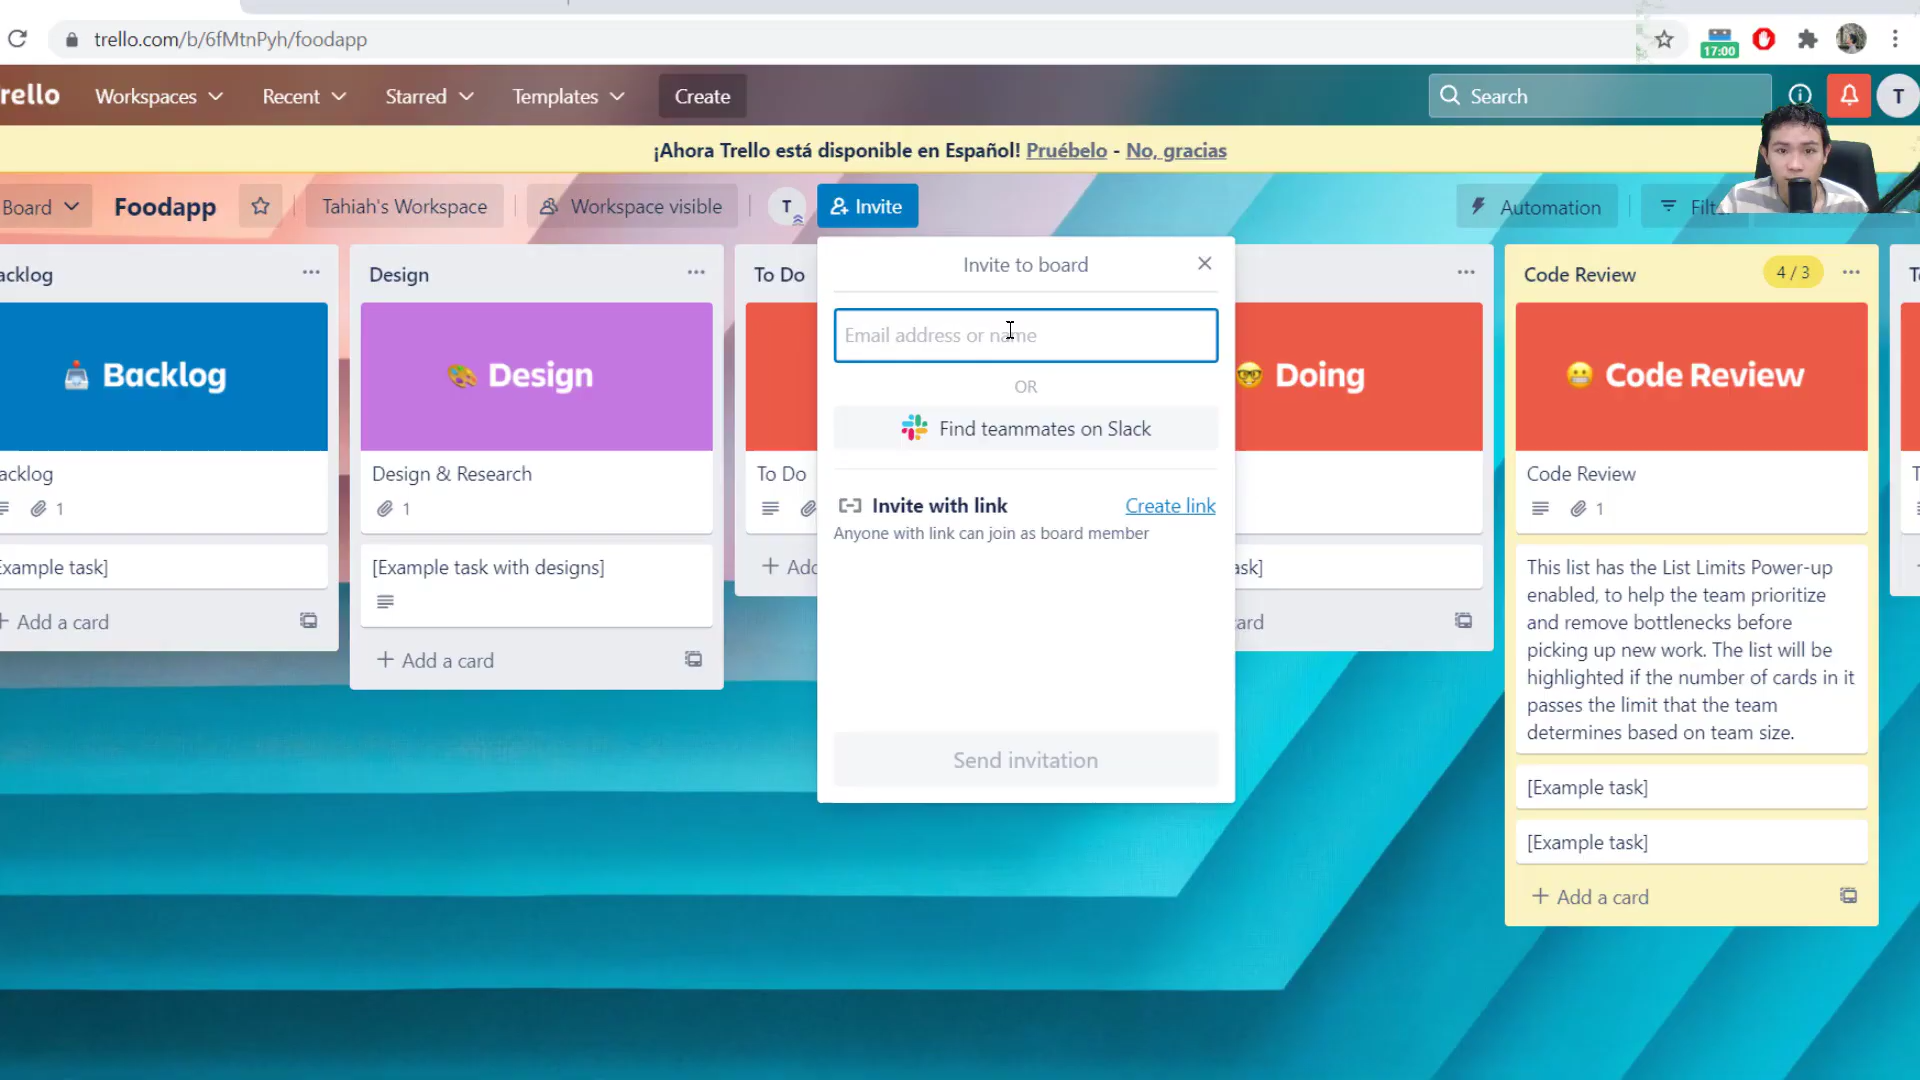 trello.com/b/6fMtnPyh/foodapp
17:00
rello
Workspaces
Recent
Starred
Templates
Create
Search
T
¡Ahora Trello está disponible en Español! Pruébelo - No, gracias
Board
Foodapp
Tahiah's Workspace
Workspace visible
T
Invite
Automation
Filte
acklog
Backlog
acklog
1
Example task]
+ Add a card
Design
Design
Design & Research
1
[Example task with designs]
+ Add a card
To Do
To Do
+ Add
Invite to board
Email address or name
OR
Find teammates on Slack
Invite with link
Create link
Anyone with link can join as board member
Send invitation
Doing
ask]
card
Code Review
4 / 3
Code Review
Code Review
1
This list has the List Limits Power-up
enabled, to help the team prioritize
and remove bottlenecks before
picking up new work. The list will be
highlighted if the number of cards in it
passes the limit that the team
determines based on team size.
[Example task]
[Example task]
+ Add a card